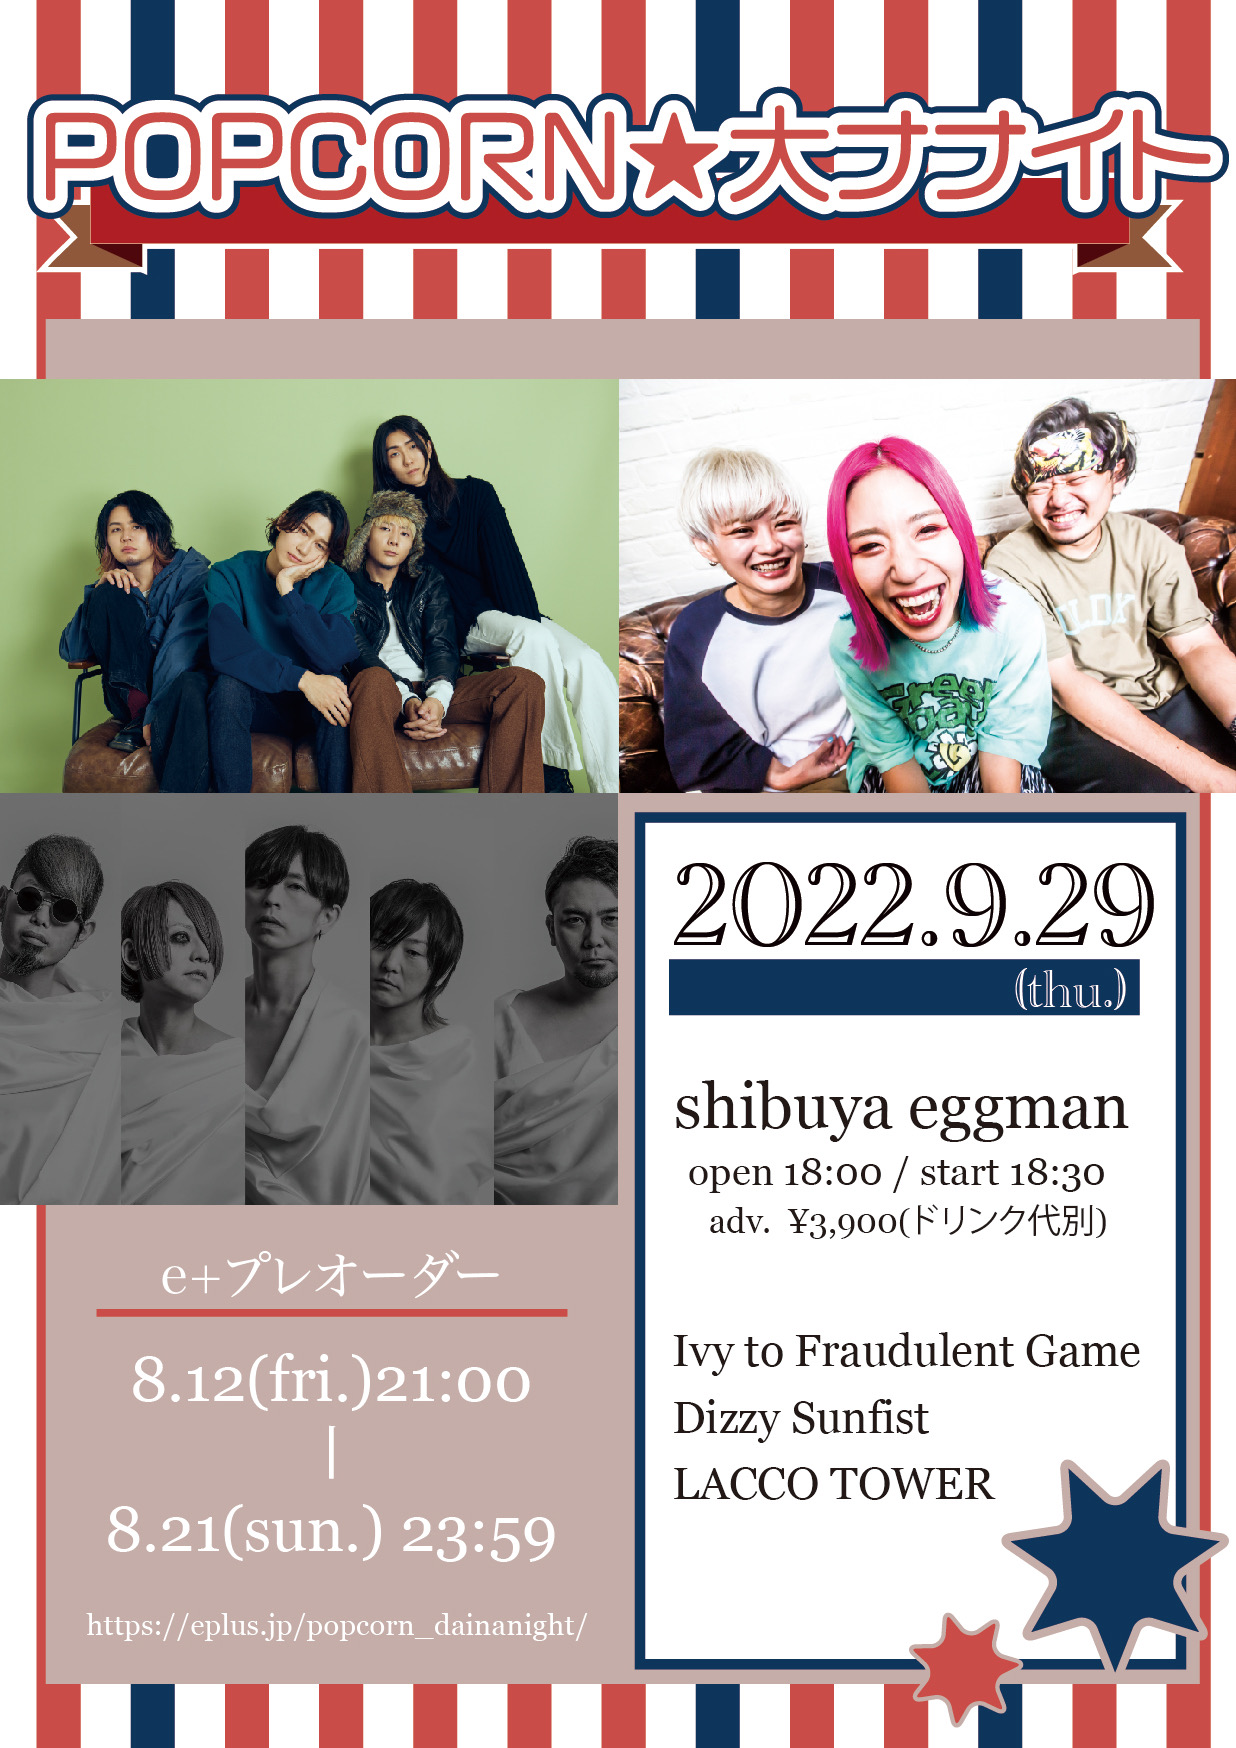 POPCORN★大ナナイト
Green
Day
2022.9.29
(thu.)
shibuya eggman
open 18:00 / start 18:30
adv. ¥3,900(ドリンク代別)
Ivy to Fraudulent Game
Dizzy Sunfist
LACCO TOWER
e+プレオーダー
8.12(fri.)21:00
|
8.21(sun.) 23:59
https://eplus.jp/popcorn_dainanight/